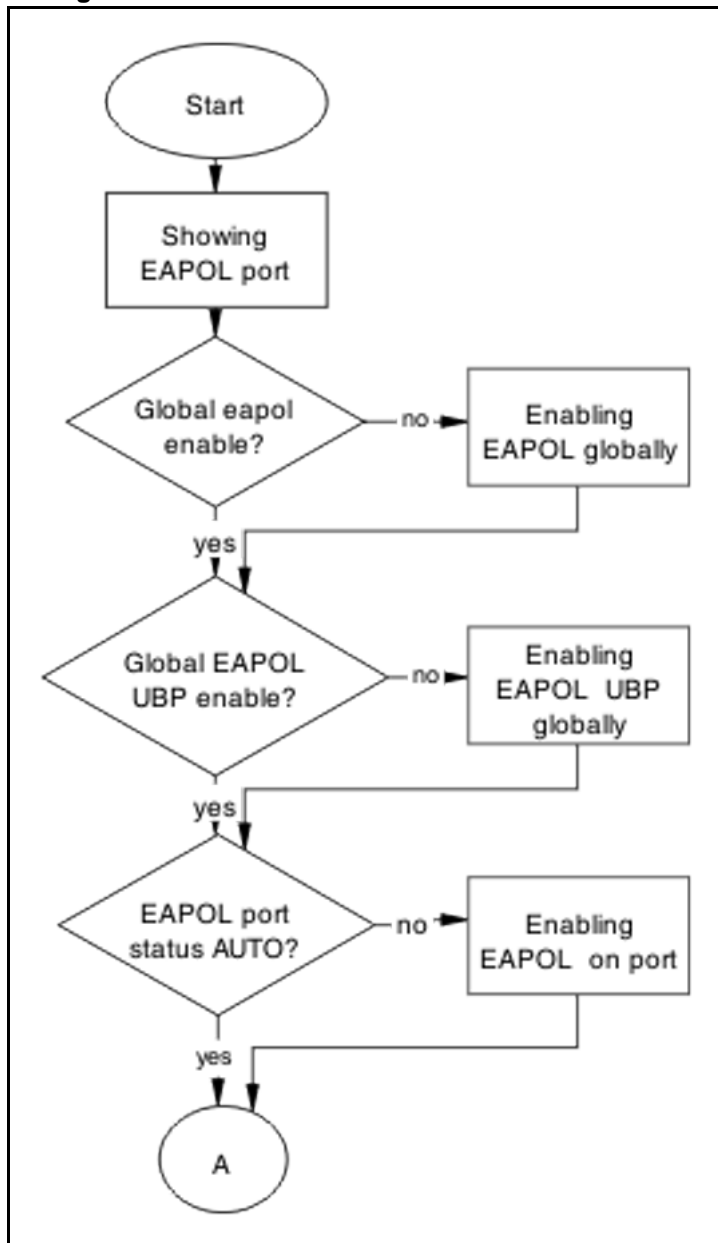 Start
Showing
EAPOL port
Global eapol
enable?
no
Enabling
EAPOL globally
yes
Global EAPOL
UBP enable?
no
Enabling
EAPOL UBP
globally
yes
EAPOL port
status AUTO?
no
Enabling
EAPOL on port
yes
A